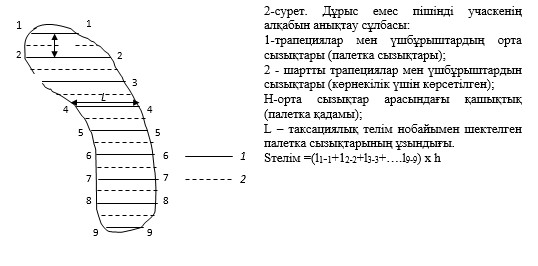 2-сурет. Дұрыс емес пішінді учаскенің
алқабын анықтау сұлбасы:
1-трапециялар мен үшбұрыштардың орта
сызықтары (палетка сызықтары);
2 - шартты трапециялар мен үшбұрыштардын
сызықтары (көрнекілік үшін көрсетілген);
Н-орта сызықтар арасындағы қашықтық
(палетка қадамы);
L – таксациялық телім нобайымен шектелген
палетка сызықтарының ұзындығы.
Sтелім =(l1-1+12-2+l3-3+….l9-9) x h
1 1
2 2
3
L
4 4
5 5
6 6
7 7
8 8
9 9
1
2